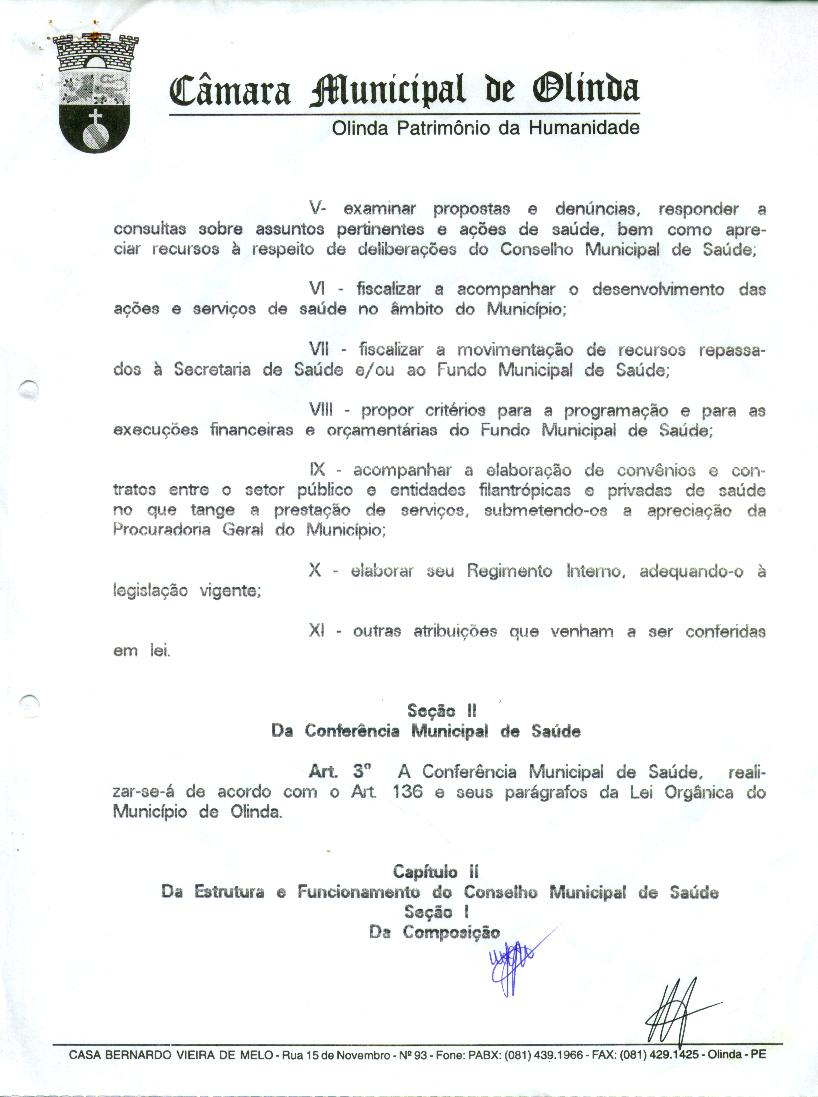 Câmara Municipal de Olinda
Olinda Patrimônio da Humanidade
V- examinar propostas e denúncias, responder a
consultas sobre assuntos pertinentes e ações de saúde, bem como apre-
ciar recursos à respeito de deliberações do Conselho Municipal de Saúde;
VI - fiscalizar a acompanhar o desenvolvimento das
ações e serviços de saúde no âmbito do Município;
VII - fiscalizar a movimentação de recursos repassa-
dos à Secretaria de Saúde e/ou ao Fundo Municipal de Saúde;
VIII - propor critérios para a programação e para as
execuções financeiras e orçamentárias do Fundo Municipal de Saúde;
IX - acompanhar a elaboração de convênios e con-
tratos entre o setor público e entidades filantrópicas e privadas de saúde
no que tange a prestação de serviços, submetendo-os a apreciação da
Procuradoria Geral do Município;
X - elaborar seu Regimento Interno, adequando-o à
legislação vigente;
XI - outras atribuições que venham a ser conferidas
em lei.
Seção II
Da Conferência Municipal de Saúde
Art. 3º A Conferência Municipal de Saúde, reali-
zar-se-á de acordo com o Art. 136 e seus parágrafos da Lei Orgânica do
Município de Olinda.
Capítulo II
Da Estrutura e Funcionamento do Conselho Municipal de Saúde
Seção I
Da Composição
CASA BERNARDO VIEIRA DE MELO - Rua 15 de Novembro - Nº 93 - Fone: PABX: (081) 439.1966 - FAX: (081) 429.1425 - Olinda - PE